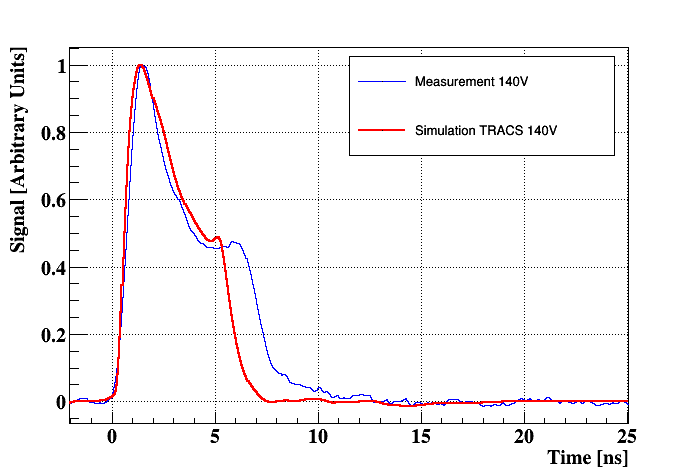 Signal [Arbitrary Units]
1
0.8
0.6
0.4
0.2
0
Measurement 140V
Simulation TRACS 140V
0 5 10 15 20 25
Time [ns]